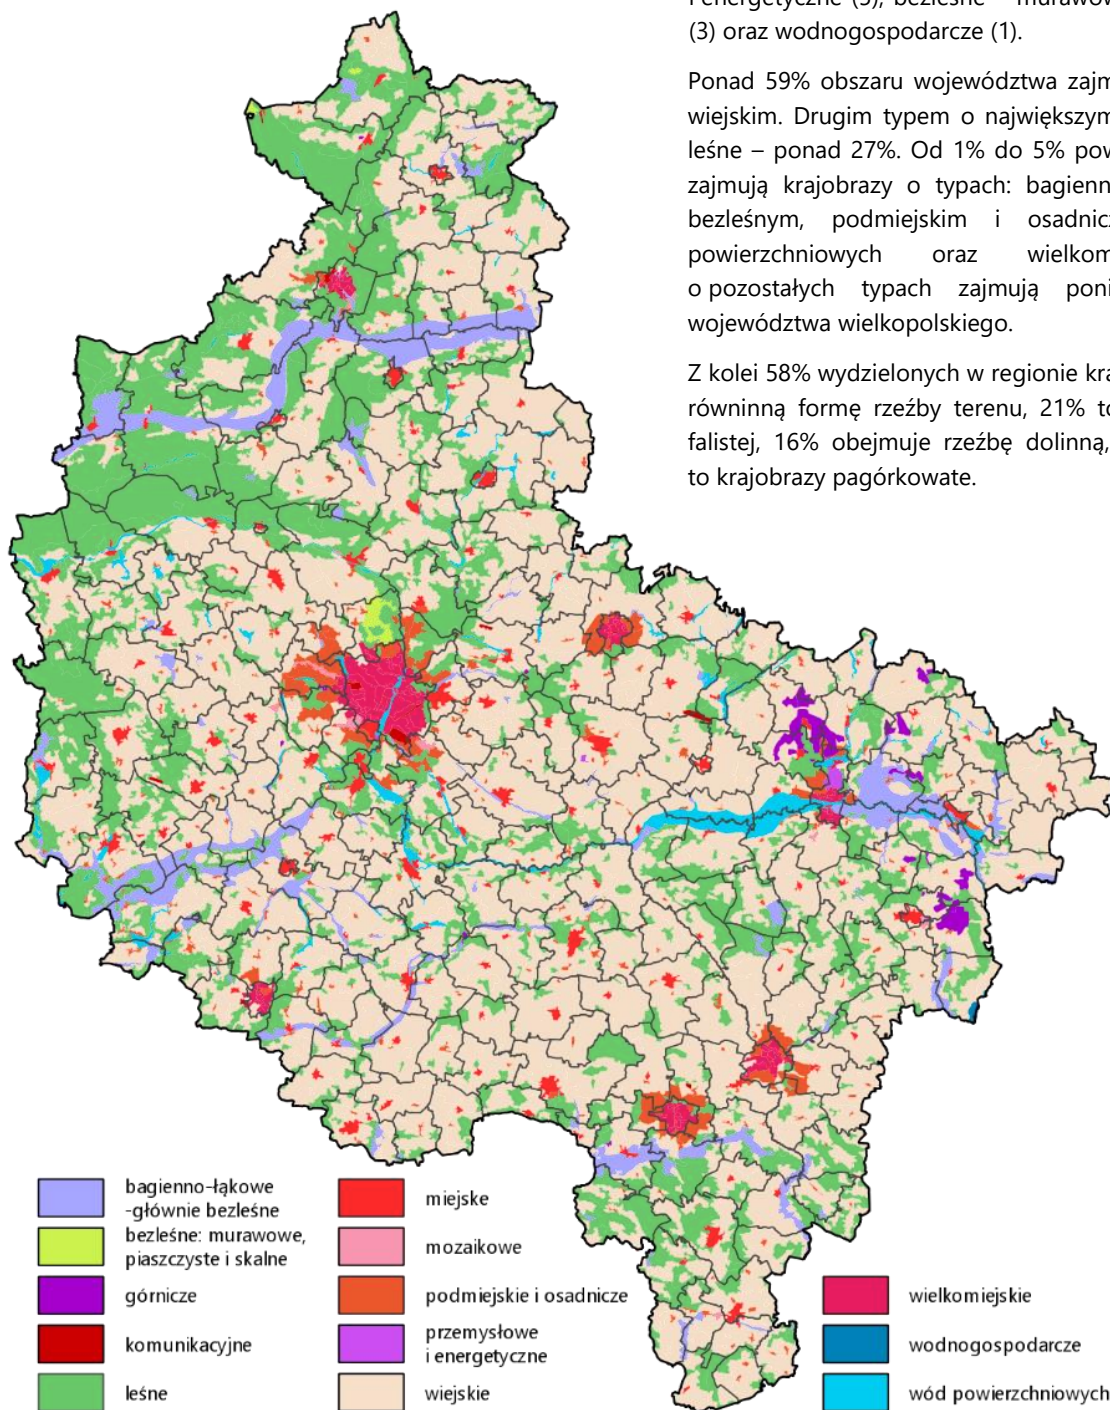 (3) oraz wodnogospodarcze (1).
Ponad 59% obszaru województwa zajm
wiejskim. Drugim typem o największym
leśne – ponad 27%. Od 1% do 5% pow
zajmują krajobrazy o typach: bagienn
bezleśnym, podmiejskim i osadnicz
powierzchniowych oraz wielkom
o pozostałych typach zajmują poni
województwa wielkopolskiego.
Z kolei 58% wydzielonych w regionie kra
równinną formę rzeźby terenu, 21% to
falistej, 16% obejmuje rzeźbę dolinną,
to krajobrazy pagórkowate.
bagienno-łąkowe
-głównie bezleśne
bezleśne: murawowe,
piaszczyste i skalne
górnicze
komunikacyjne
leśne
miejske
mozaikowe
podmiejskie i osadnicze
przemysłowe
i energetyczne
wiejskie
wielkomiejskie
wodnogospodarcze
wód powierzchniowych